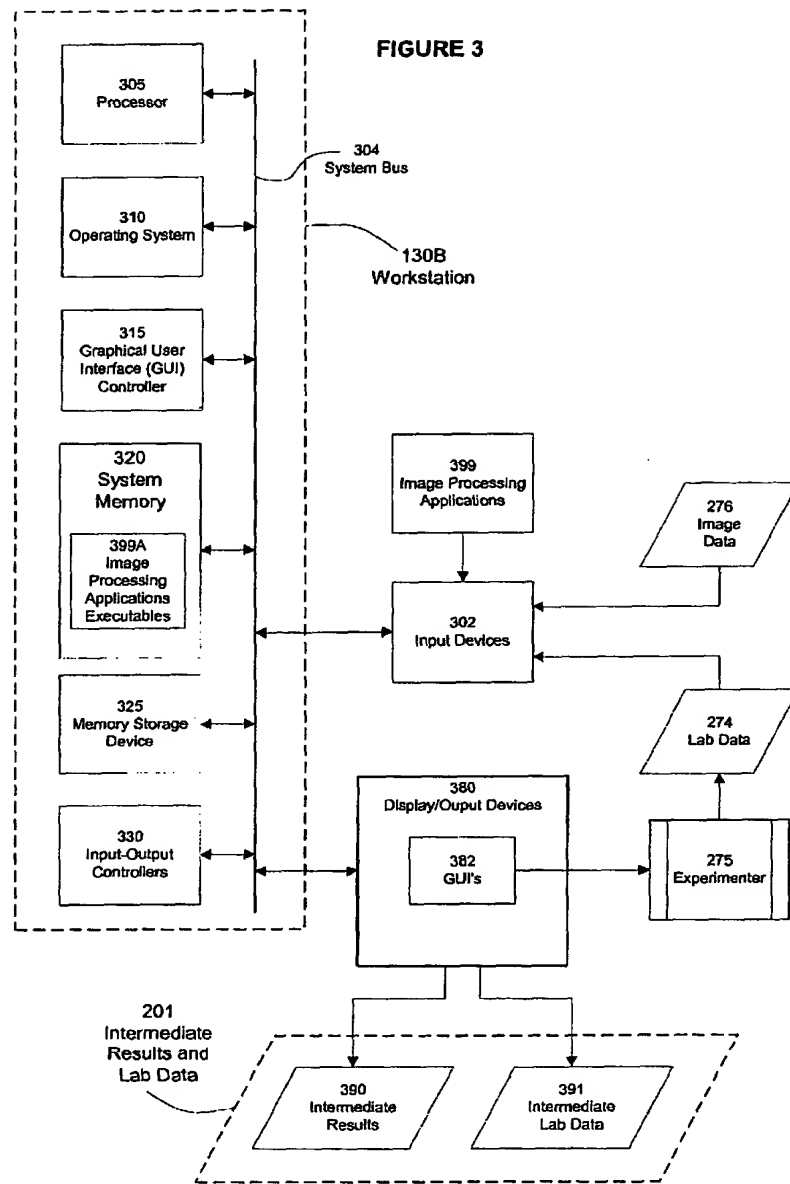 FIGURE 3
305
Processor
304
System Bus
310
Operating System
130B
Workstation
315
Graphical User
Interface (GUI)
Controller
320
System
Memory
399A
Image
Processing
Applications
Executables
399
Image Processing
Applications
276
Image
Data
302
Input Devices
325
Memory Storage
Device
274
Lab Data
380
Display/Ouput Devices
382
GUI's
330
Input-Output
Controllers
275
Experimenter
201
Intermediate
Results and
Lab Data
390
Intermediate
Results
391
Intermediate
Lab Data